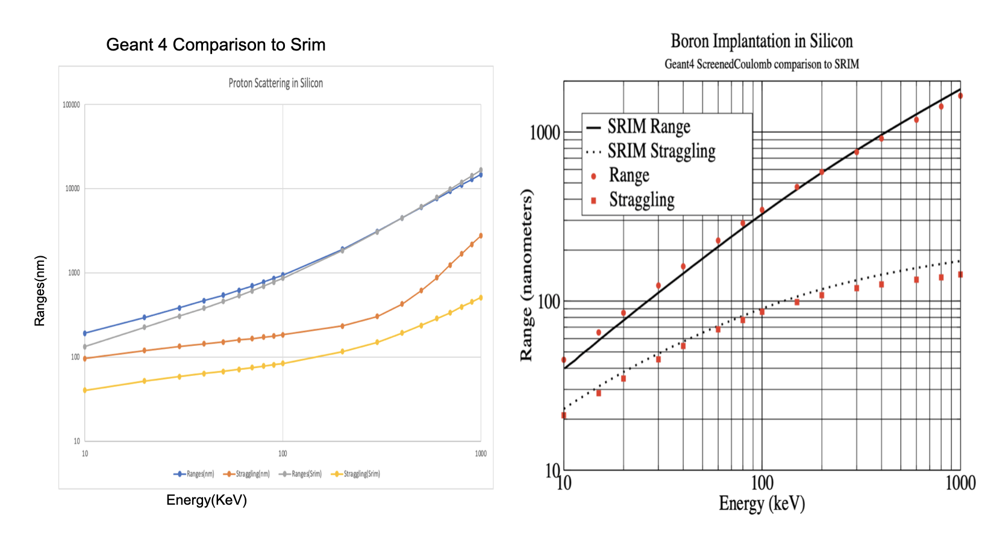 Geant 4 Comparison to Srim
Proton Scattering in Silicon
100000
10000
1000
100
10
10 100 1000
Ranges(nm)
Ranges(nm) Straggling(nm) Ranges(Srim) Straggling(Srim)
Energy(KeV)
Boron Implantation in Silicon
Geant4 ScreenedCoulomb comparison to SRIM
SRIM Range
SRIM Straggling
Range
Straggling
1000
100
10
10 100 1000
Range (nanometers)
Energy (keV)